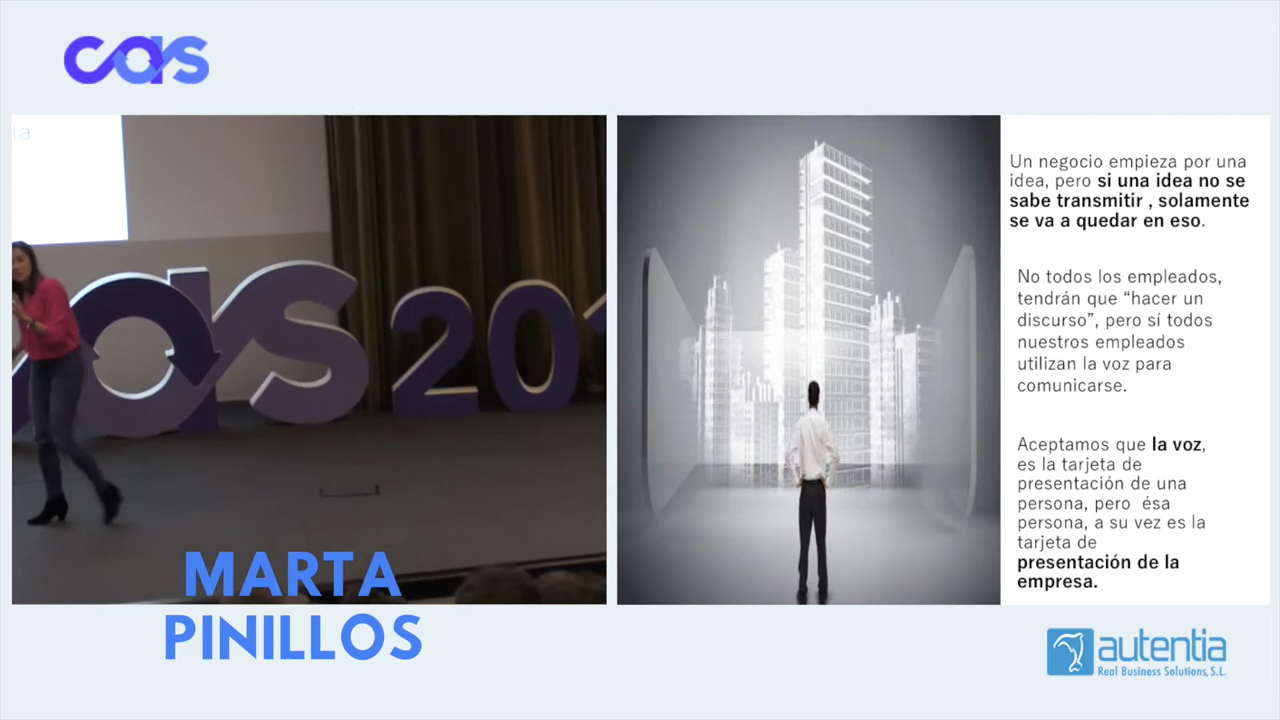 cas
la
as 20
MARTA
PINILLOS
Un negocio empieza por una
idea, pero si una idea no se
sabe transmitir , solamente
se va a quedar en eso.
No todos los empleados,
tendrán que “hacer un
discurso”, pero sí todos
nuestros empleados
utilizan la voz para
comunicarse.
Aceptamos que la voz,
es la tarjeta de
presentación de una
persona, pero ésa
persona, a su vez es la
tarjeta de
presentación de la
empresa.
autentia
Real Business Solutions, S.L.